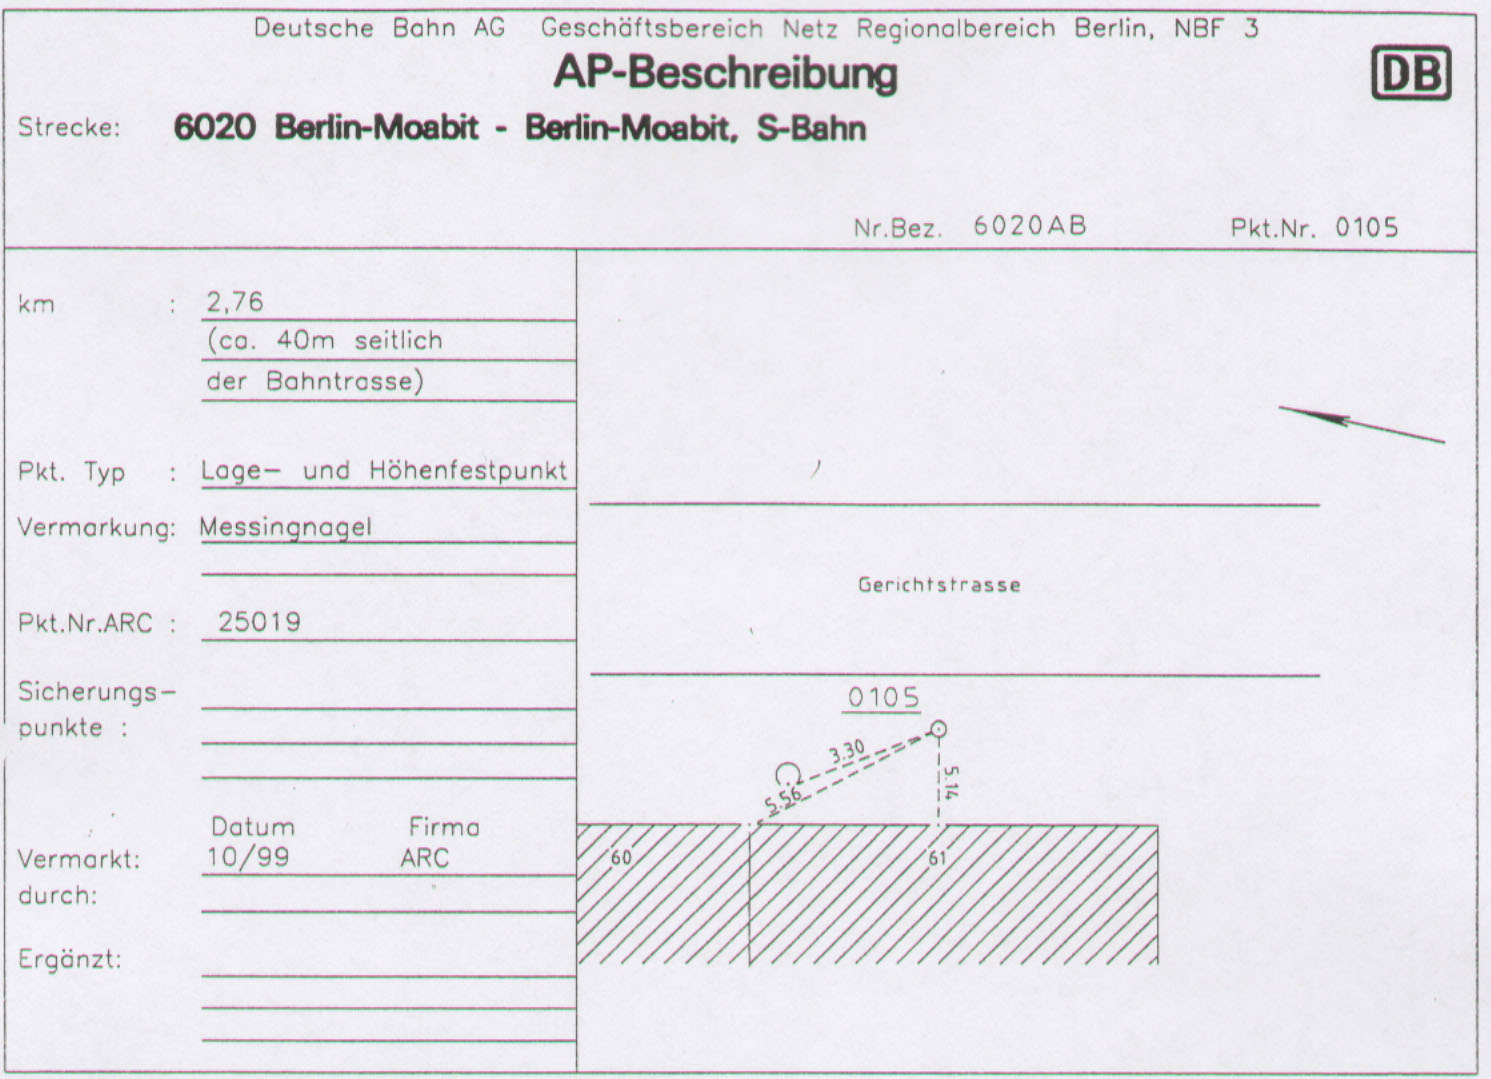 Deutsche Bahn AG Geschäftsbereich Netz Regionalbereich Berlin, NBF 3
AP-Beschreibung
DB
Strecke: 6020 Berlin-Moabit - Berlin-Moabit, S-Bahn
Nr.Bez. 6020AB Pkt.Nr. 0105
km : 2,76
(ca. 40m seitlich
der Bahntrasse)
Pkt. Typ : Lage- und Höhenfestpunkt
Vermarkung: Messingnagel
Pkt.Nr.ARC : 25019
Sicherungs-
punkte :
Datum Firma
Vermarkt: 10/99 ARC
durch:
Ergänzt:
Gerichtstrasse
0105
3.30
5.56
5.14
60
61